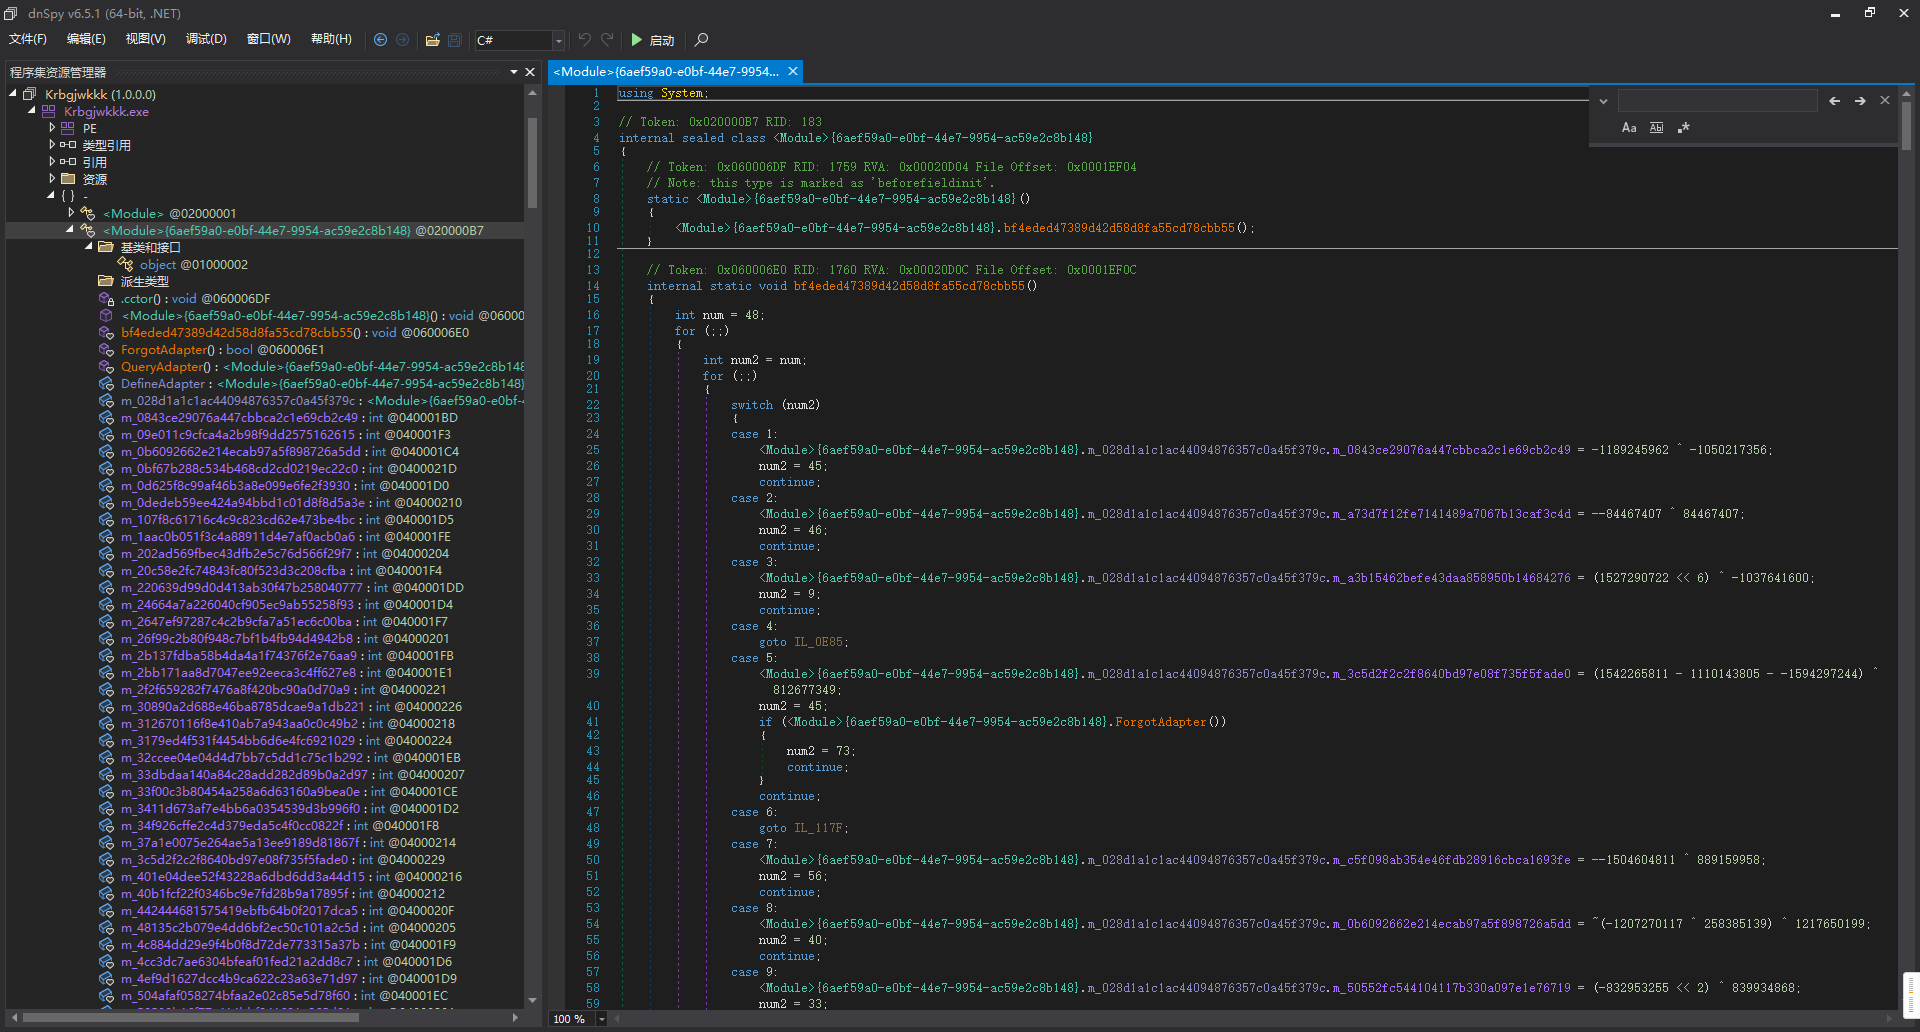 dnSpy v6.5.1 (64-bit, .NET)
文件(F) 编辑(E) 视图(V) 调试(D) 窗口(W) 帮助(H) C# 启动
程序集资源管理器
Krbgjwkkk (1.0.0.0)
Krbgjwkkk.exe
PE
类型引用
引用
资源
{ } -
<Module> @02000001
<Module>{6aef59a0-e0bf-44e7-9954-ac59e2c8b148} @020000B7
基类和接口
object @01000002
派生类型
.cctor() : void @060006DF
<Module>{6aef59a0-e0bf-44e7-9954-ac59e2c8b148}() : void @06000
bf4eded47389d42d58d8fa55cd78cbb55() : void @060006E0
ForgotAdapter() : bool @060006E1
QueryAdapter() : <Module>{6aef59a0-e0bf-44e7-9954-ac59e2c8b148
DefineAdapter : <Module>{6aef59a0-e0bf-44e7-9954-ac59e2c8b148}
m_028d1a1c1ac44094876357c0a45f379c : <Module>{6aef59a0-e0bf-4
m_0843ce29076a447cbbca2c1e69cb2c49 : int @040001BD
m_09e011c9cfca4a2b98f9dd2575162615 : int @040001F3
m_0b6092662e214ecab97a5f898726a5dd : int @040001C4
m_0bf67b288c534b468cd2cd0219ec22c0 : int @0400021D
m_0d625f8c99af46b3a8e099e6fe2f3930 : int @040001D0
m_0dedeb59ee424a94bbd1c01d8f8d5a3e : int @04000210
m_107f8c61716c4c9c823cd62e473be4bc : int @040001D5
m_1aac0b051f3c4a88911d4e7af0acb0a6 : int @040001FE
m_202ad569fbec43dfb2e5c76d566f29f7 : int @04000204
m_20c58e2fc74843fc80f523d3c208cfba : int @040001F4
m_220639d99d0d413ab30f47b258040777 : int @040001DD
m_24664a7a226040cf905ec9ab55258f93 : int @040001D4
m_2647ef97287c4c2b9cfa7a51ec6c00ba : int @040001F7
m_26f99c2b80f948c7bf1b4fb94d4942b8 : int @04000201
m_2b137fdba58b4da4a1f74376f2e76aa9 : int @040001FB
m_2bb171aa8d7047ee92eeca3c4ff627e8 : int @040001E1
m_2f2f659282f7476a8f420bc90a0d70a9 : int @04000221
m_30890a2d688e46ba8785dcae9a1db221 : int @04000226
m_312670116f8e410ab7a943aa0c0c49b2 : int @04000218
m_3179ed4f531f4454bb6d6e4fc6921029 : int @04000224
m_32ccee04e04d4d7bb7c5dd1c75c1b292 : int @040001EB
m_33dbdaa140a84c28add282d89b0a2d97 : int @04000207
m_33f00c3b80454a258a6d63160a9bea0e : int @040001CE
m_3411d673af7e4bb6a0354539d3b996f0 : int @040001D2
m_34f926cffe2c4d379eda5c4f0cc0822f : int @040001F8
m_37a1e0075e264ae5a13ee9189d81867f : int @04000214
m_3c5d2f2c2f8640bd97e08f735f5fade0 : int @04000229
m_401e04dee52f43228a6dbd6dd3a44d15 : int @04000216
m_40b1fcf22f0346bc9e7fd28b9a17895f : int @04000212
m_442444681575419ebfb64b0f2017dca5 : int @0400020F
m_48135c2b079e4dd6bf2ec50c101a2c5d : int @04000205
m_4c884dd29e9f4b0f8d72de773315a37b : int @040001F9
m_4cc3dc7ae6304bfeaf01fed21a2dd8c7 : int @040001D6
m_4ef9d1627dcc4b9ca622c23a63e71d97 : int @040001D9
m_504afaf058274bfaa2e02c85e5d78f60 : int @040001EC
<Module>{6aef59a0-e0bf-44e7-9954...
Aa Ab .*
1 using System;
2
3 // Token: 0x020000B7 RID: 183
4 internal sealed class <Module>{6aef59a0-e0bf-44e7-9954-ac59e2c8b148}
5 {
6 // Token: 0x060006DF RID: 1759 RVA: 0x00020D04 File Offset: 0x0001EF04
7 // Note: this type is marked as 'beforefieldinit'.
8 static <Module>{6aef59a0-e0bf-44e7-9954-ac59e2c8b148}()
9 {
10 <Module>{6aef59a0-e0bf-44e7-9954-ac59e2c8b148}.bf4eded47389d42d58d8fa55cd78cbb55();
11 }
12
13 // Token: 0x060006E0 RID: 1760 RVA: 0x00020D0C File Offset: 0x0001EF0C
14 internal static void bf4eded47389d42d58d8fa55cd78cbb55()
15 {
16 int num = 48;
17 for (;;)
18 {
19 int num2 = num;
20 for (;;)
21 {
22 switch (num2)
23 {
24 case 1:
25 <Module>{6aef59a0-e0bf-44e7-9954-ac59e2c8b148}.m_028d1a1c1ac44094876357c0a45f379c.m_0843ce29076a447cbbca2c1e69cb2c49 = -1189245962 ^ -1050217356;
26 num2 = 45;
27 continue;
28 case 2:
29 <Module>{6aef59a0-e0bf-44e7-9954-ac59e2c8b148}.m_028d1a1c1ac44094876357c0a45f379c.m_a73d7f12fe7141489a7067b13caf3c4d = --84467407 ^ 84467407;
30 num2 = 46;
31 continue;
32 case 3:
33 <Module>{6aef59a0-e0bf-44e7-9954-ac59e2c8b148}.m_028d1a1c1ac44094876357c0a45f379c.m_a3b15462befe43daa858950b14684276 = (1527290722 << 6) ^ -1037641600;
34 num2 = 9;
35 continue;
36 case 4:
37 goto IL_0E85;
38 case 5:
39 <Module>{6aef59a0-e0bf-44e7-9954-ac59e2c8b148}.m_028d1a1c1ac44094876357c0a45f379c.m_3c5d2f2c2f8640bd97e08f735f5fade0 = (1542265811 - 1110143805 - -1594297244) ^
812677349;
40 num2 = 45;
41 if (<Module>{6aef59a0-e0bf-44e7-9954-ac59e2c8b148}.ForgotAdapter())
42 {
43 num2 = 73;
44 continue;
45 }
46 continue;
47 case 6:
48 goto IL_117F;
49 case 7:
50 <Module>{6aef59a0-e0bf-44e7-9954-ac59e2c8b148}.m_028d1a1c1ac44094876357c0a45f379c.m_c5f098ab354e46fdb28916cbca1693fe = --1504604811 ^ 889159958;
51 num2 = 56;
52 continue;
53 case 8:
54 <Module>{6aef59a0-e0bf-44e7-9954-ac59e2c8b148}.m_028d1a1c1ac44094876357c0a45f379c.m_0b6092662e214ecab97a5f898726a5dd = ~(-1207270117 ^ 258385139) ^ 1217650199;
55 num2 = 40;
56 continue;
57 case 9:
58 <Module>{6aef59a0-e0bf-44e7-9954-ac59e2c8b148}.m_028d1a1c1ac44094876357c0a45f379c.m_50552fc544104117b330a097e1e76719 = (-832953255 << 2) ^ 839934868;
59 num2 = 33;
100 %